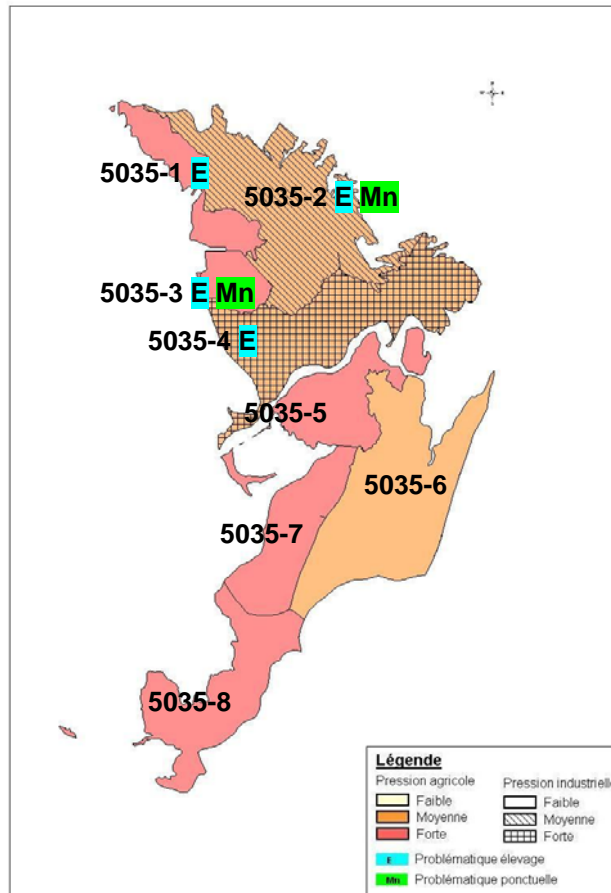 5035-1 E
5035-2 E Mn
5035-3 E Mn
5035-4 E
5035-5
5035-6
5035-7
5035-8
Légende
Pression agricole Pression industrielle
Faible Faible
Moyenne Moyenne
Forte Forte
E Problématique élevage
Mn Problématique ponctuelle